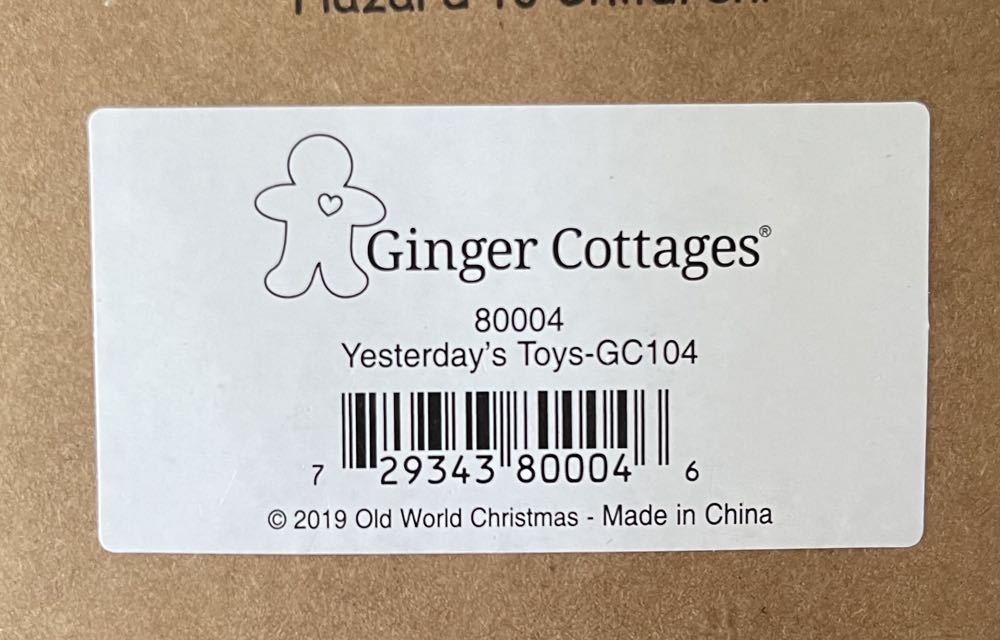 Ginger Cottages®
80004
Yesterday's Toys-GC104
7 29343 80004 6
© 2019 Old World Christmas - Made in China